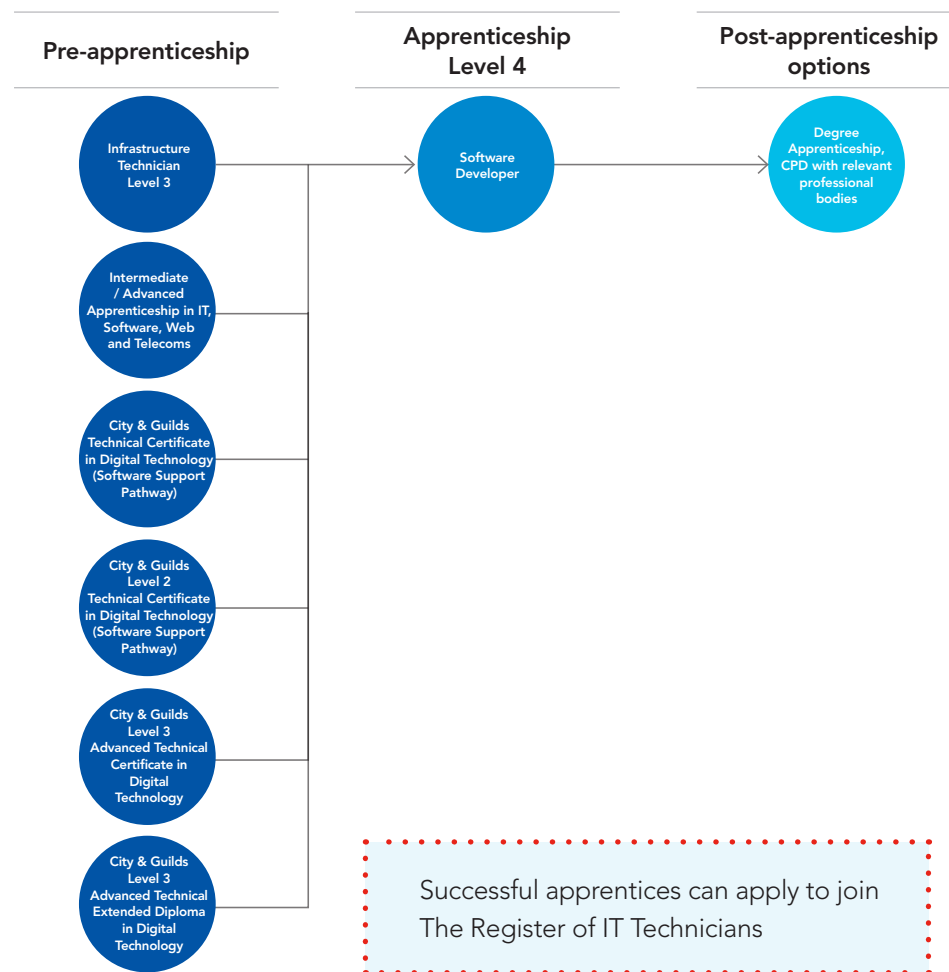 Pre-apprenticeship
Apprenticeship
Level 4
Post-apprenticeship
options
Infrastructure
Technician
Level 3
Software
Developer
Degree
Apprenticeship,
CPD with relevant
professional
bodies
Intermediate
/ Advanced
Apprenticeship in IT,
Software, Web
and Telecoms
City & Guilds
Technical Certificate
in Digital Technology
(Software Support
Pathway)
City & Guilds
Level 2
Technical Certificate
in Digital Technology
(Software Support
Pathway)
City & Guilds
Level 3
Advanced Technical
Certificate in
Digital
Technology
City & Guilds
Level 3
Advanced Technical
Extended Diploma
in Digital
Technology
Successful apprentices can apply to join
The Register of IT Technicians